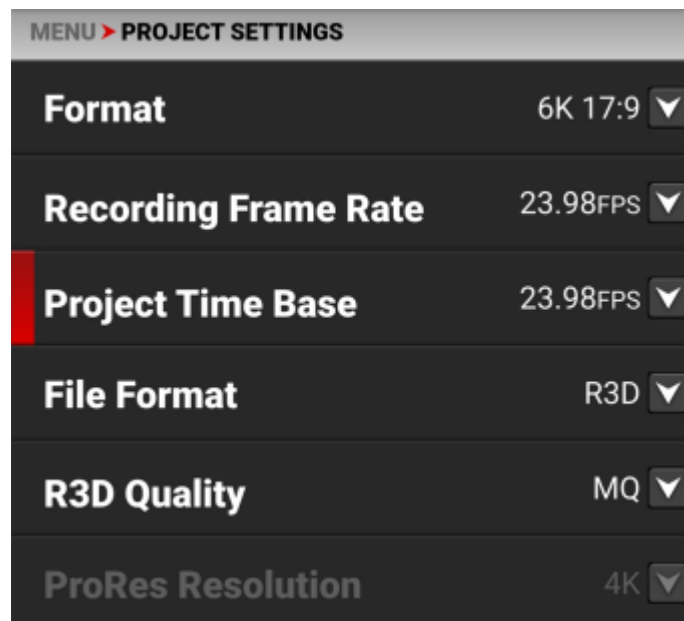 MENU ➤ PROJECT SETTINGS
Format 6K 17:9
Recording Frame Rate 23.98FPS
Project Time Base 23.98FPS
File Format R3D
R3D Quality MQ
ProRes Resolution 4K